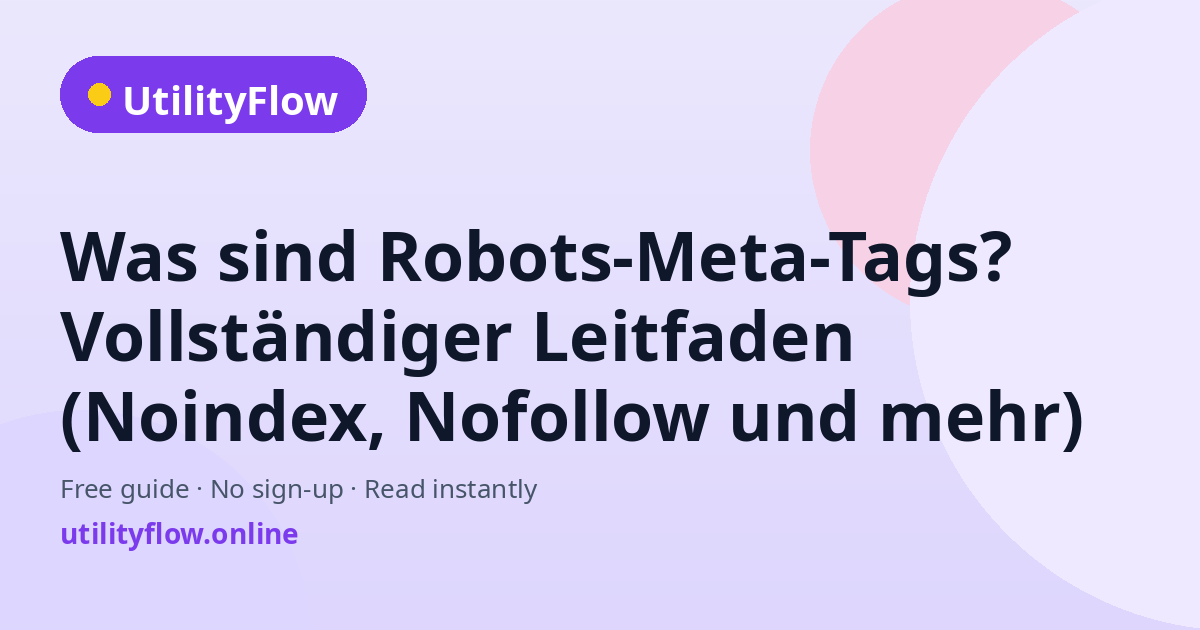 UtilityFlow
Was sind Robots-Meta-Tags?
Vollständiger Leitfaden
(Noindex, Nofollow und mehr)
Free guide · No sign-up · Read instantly
utilityflow.online